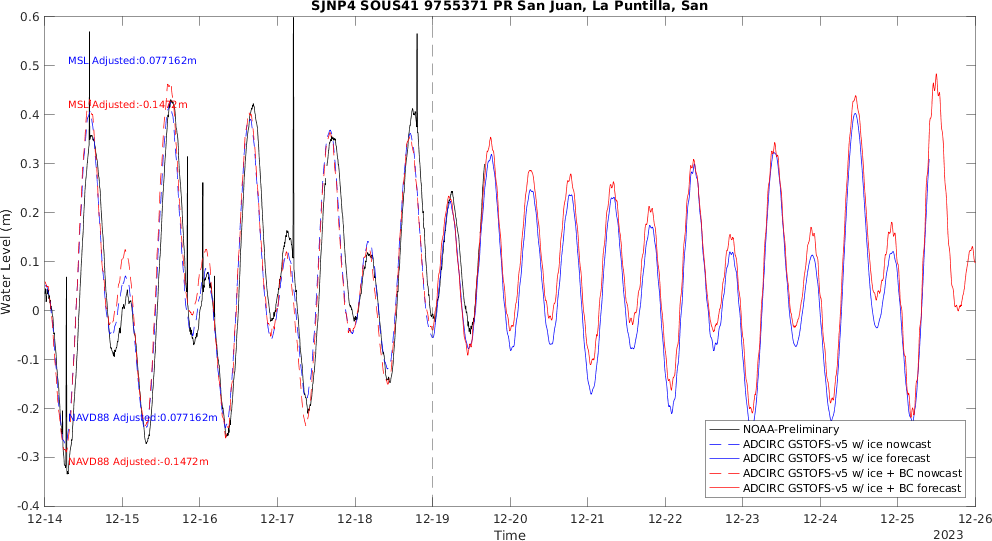 SJNP4 SOUS41 9755371 PR San Juan, La Puntilla, San
0.6
0.5
0.4
0.3
0.2
0.1
0
-0.1
-0.2
-0.3
-0.4
Water Level (m)
MSL Adjusted:0.077162m
MSL Adjusted:-0.1472m
NAVD88 Adjusted:0.077162m
NAVD88 Adjusted:-0.1472m
NOAA-Preliminary
ADCIRC GSTOFS-v5 w/ ice nowcast
ADCIRC GSTOFS-v5 w/ ice forecast
ADCIRC GSTOFS-v5 w/ ice + BC nowcast
ADCIRC GSTOFS-v5 w/ ice + BC forecast
12-14 12-15 12-16 12-17 12-18 12-19 12-20 12-21 12-22 12-23 12-24 12-25 12-26
Time
2023